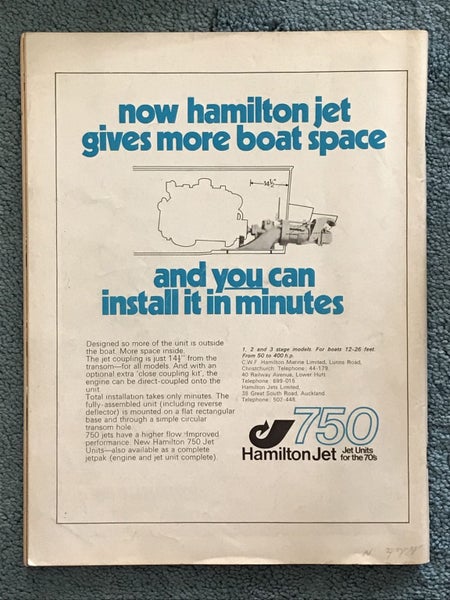 now hamilton jet
gives more boat space
14½"
and you can
install it in minutes
Designed so more of the unit is outside
the boat. More space inside.
The jet coupling is just 14½" from the
transom—for all models. And with an
optional extra 'close coupling kit', the
engine can be direct-coupled onto the
unit.
Total installation takes only minutes. The
fully-assembled unit (including reverse
deflector) is mounted on a flat rectangular
base and through a simple circular
transom hole.
750 jets have a higher flow. Improved
performance. New Hamilton 750 Jet
Units—also available as a complete
jetpak (engine and jet unit complete).
1, 2 and 3 stage models. For boats 12-26 feet.
From 50 to 400 h.p.
C.W.F. Hamilton Marine Limited, Lunns Road,
Christchurch. Telephone: 44-179.
40 Railway Avenue, Lower Hutt.
Telephone: 699-016.
Hamilton Jets Limited,
38 Great South Road, Auckland.
Telephone: 502-446.
750
HamiltonJet
Jet Units
for the 70s